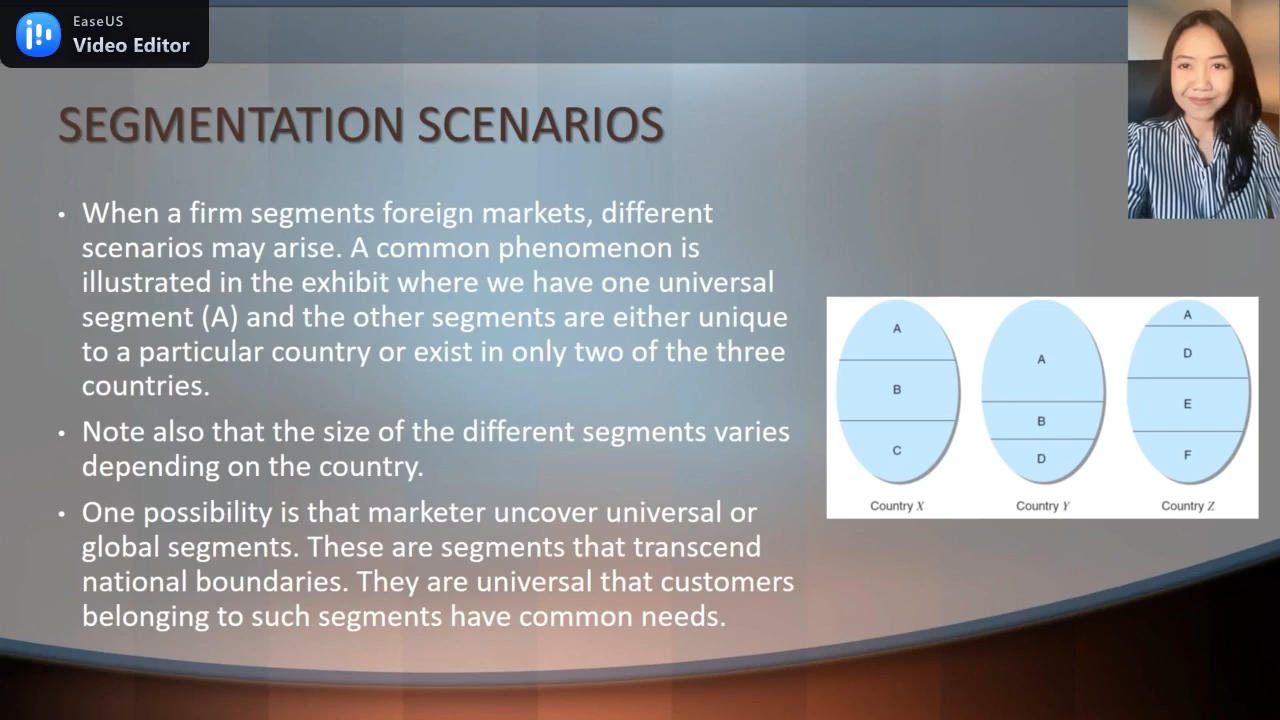 EaseUS
Video Editor
SEGMENTATION SCENARIOS
• When a firm segments foreign markets, different
scenarios may arise. A common phenomenon is
illustrated in the exhibit where we have one universal
segment (A) and the other segments are either unique
to a particular country or exist in only two of the three
countries.
• Note also that the size of the different segments varies
depending on the country.
• One possibility is that marketer uncover universal or
global segments. These are segments that transcend
national boundaries. They are universal that customers
belonging to such segments have common needs.
A
B
C
Country X
A
B
D
Country Y
A
D
E
F
Country Z